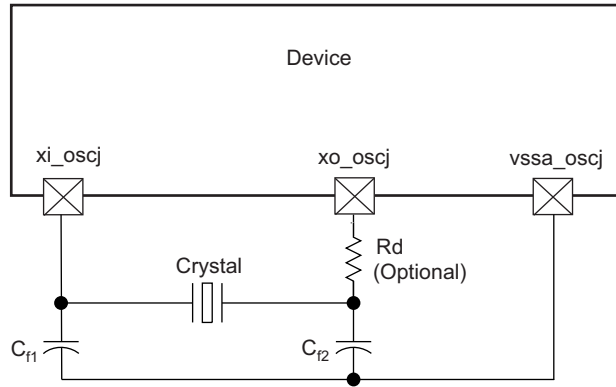 Device
xi_oscj
xo_oscj
vssa_oscj
Rd
(Optional)
Crystal
Cf1
Cf2